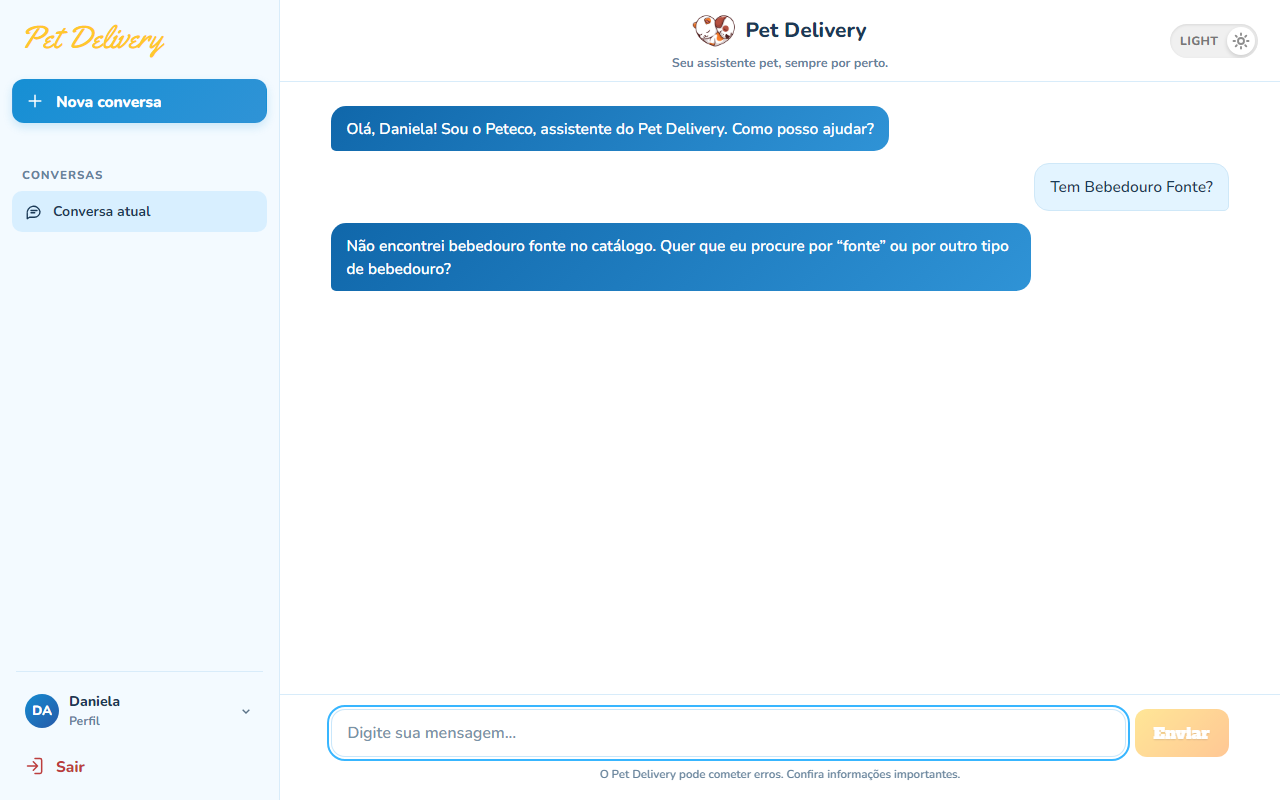 Pet Delivery
Nova conversa
CONVERSAS
Conversa atual
Daniela
DA
Perfil
Sair
Pet Delivery
Seu assistente pet, sempre por perto.
LIGHT
Olá, Daniela! Sou o Peteco, assistente do Pet Delivery. Como posso ajudar?
Tem Bebedouro Fonte?
Não encontrei bebedouro fonte no catálogo. Quer que eu procure por “fonte” ou por outro tipo
de bebedouro?
Digite sua mensagem...
Enviar
O Pet Delivery pode cometer erros. Confira informações importantes.